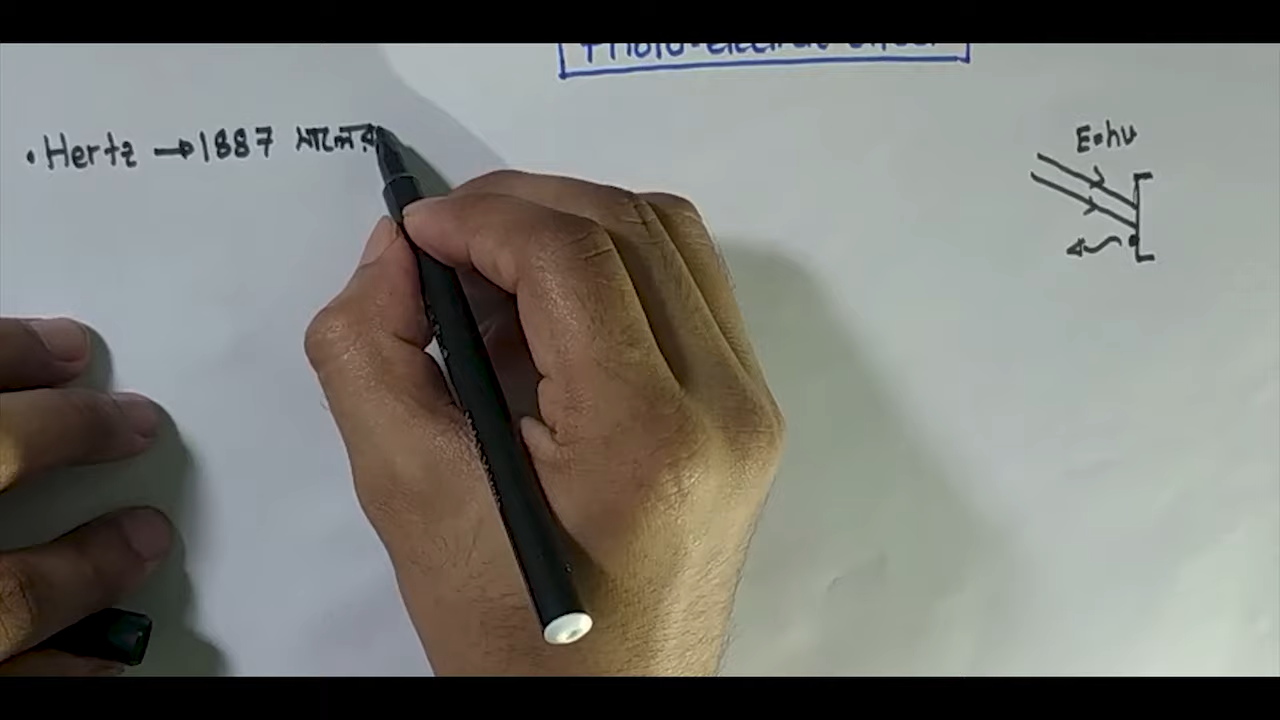 Photo-electric effect
• Hertz → 1887 সালের
E=hν